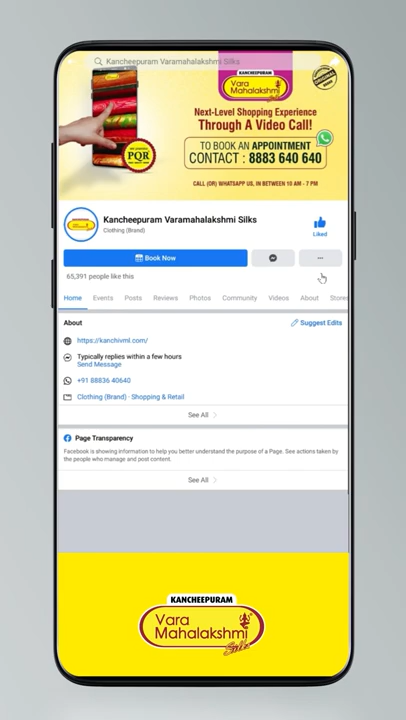 Kancheepuram Varamahalakshmi Silks
KANCHEEPURAM
Vara
Mahalakshmi
Silks
ORIGINAL
Next-Level Shopping Experience
Through A Video Call!
TO BOOK AN APPOINTMENT
CONTACT : 8883 640 640
PQR
CALL (OR) WHATSAPP US, IN BETWEEN 10 AM - 7 PM
Kancheepuram Varamahalakshmi Silks
Clothing (Brand)
Liked
Book Now
65,391 people like this
Home Events Posts Reviews Photos Community Videos About Stores
About
Suggest Edits
https://kanchivml.com/
Typically replies within a few hours
Send Message
+91 88836 40640
Clothing (Brand) · Shopping & Retail
See All
Page Transparency
Facebook is showing information to help you better understand the purpose of a Page. See actions taken by
the people who manage and post content.
See All
KANCHEEPURAM
Vara
Mahalakshmi
Silks